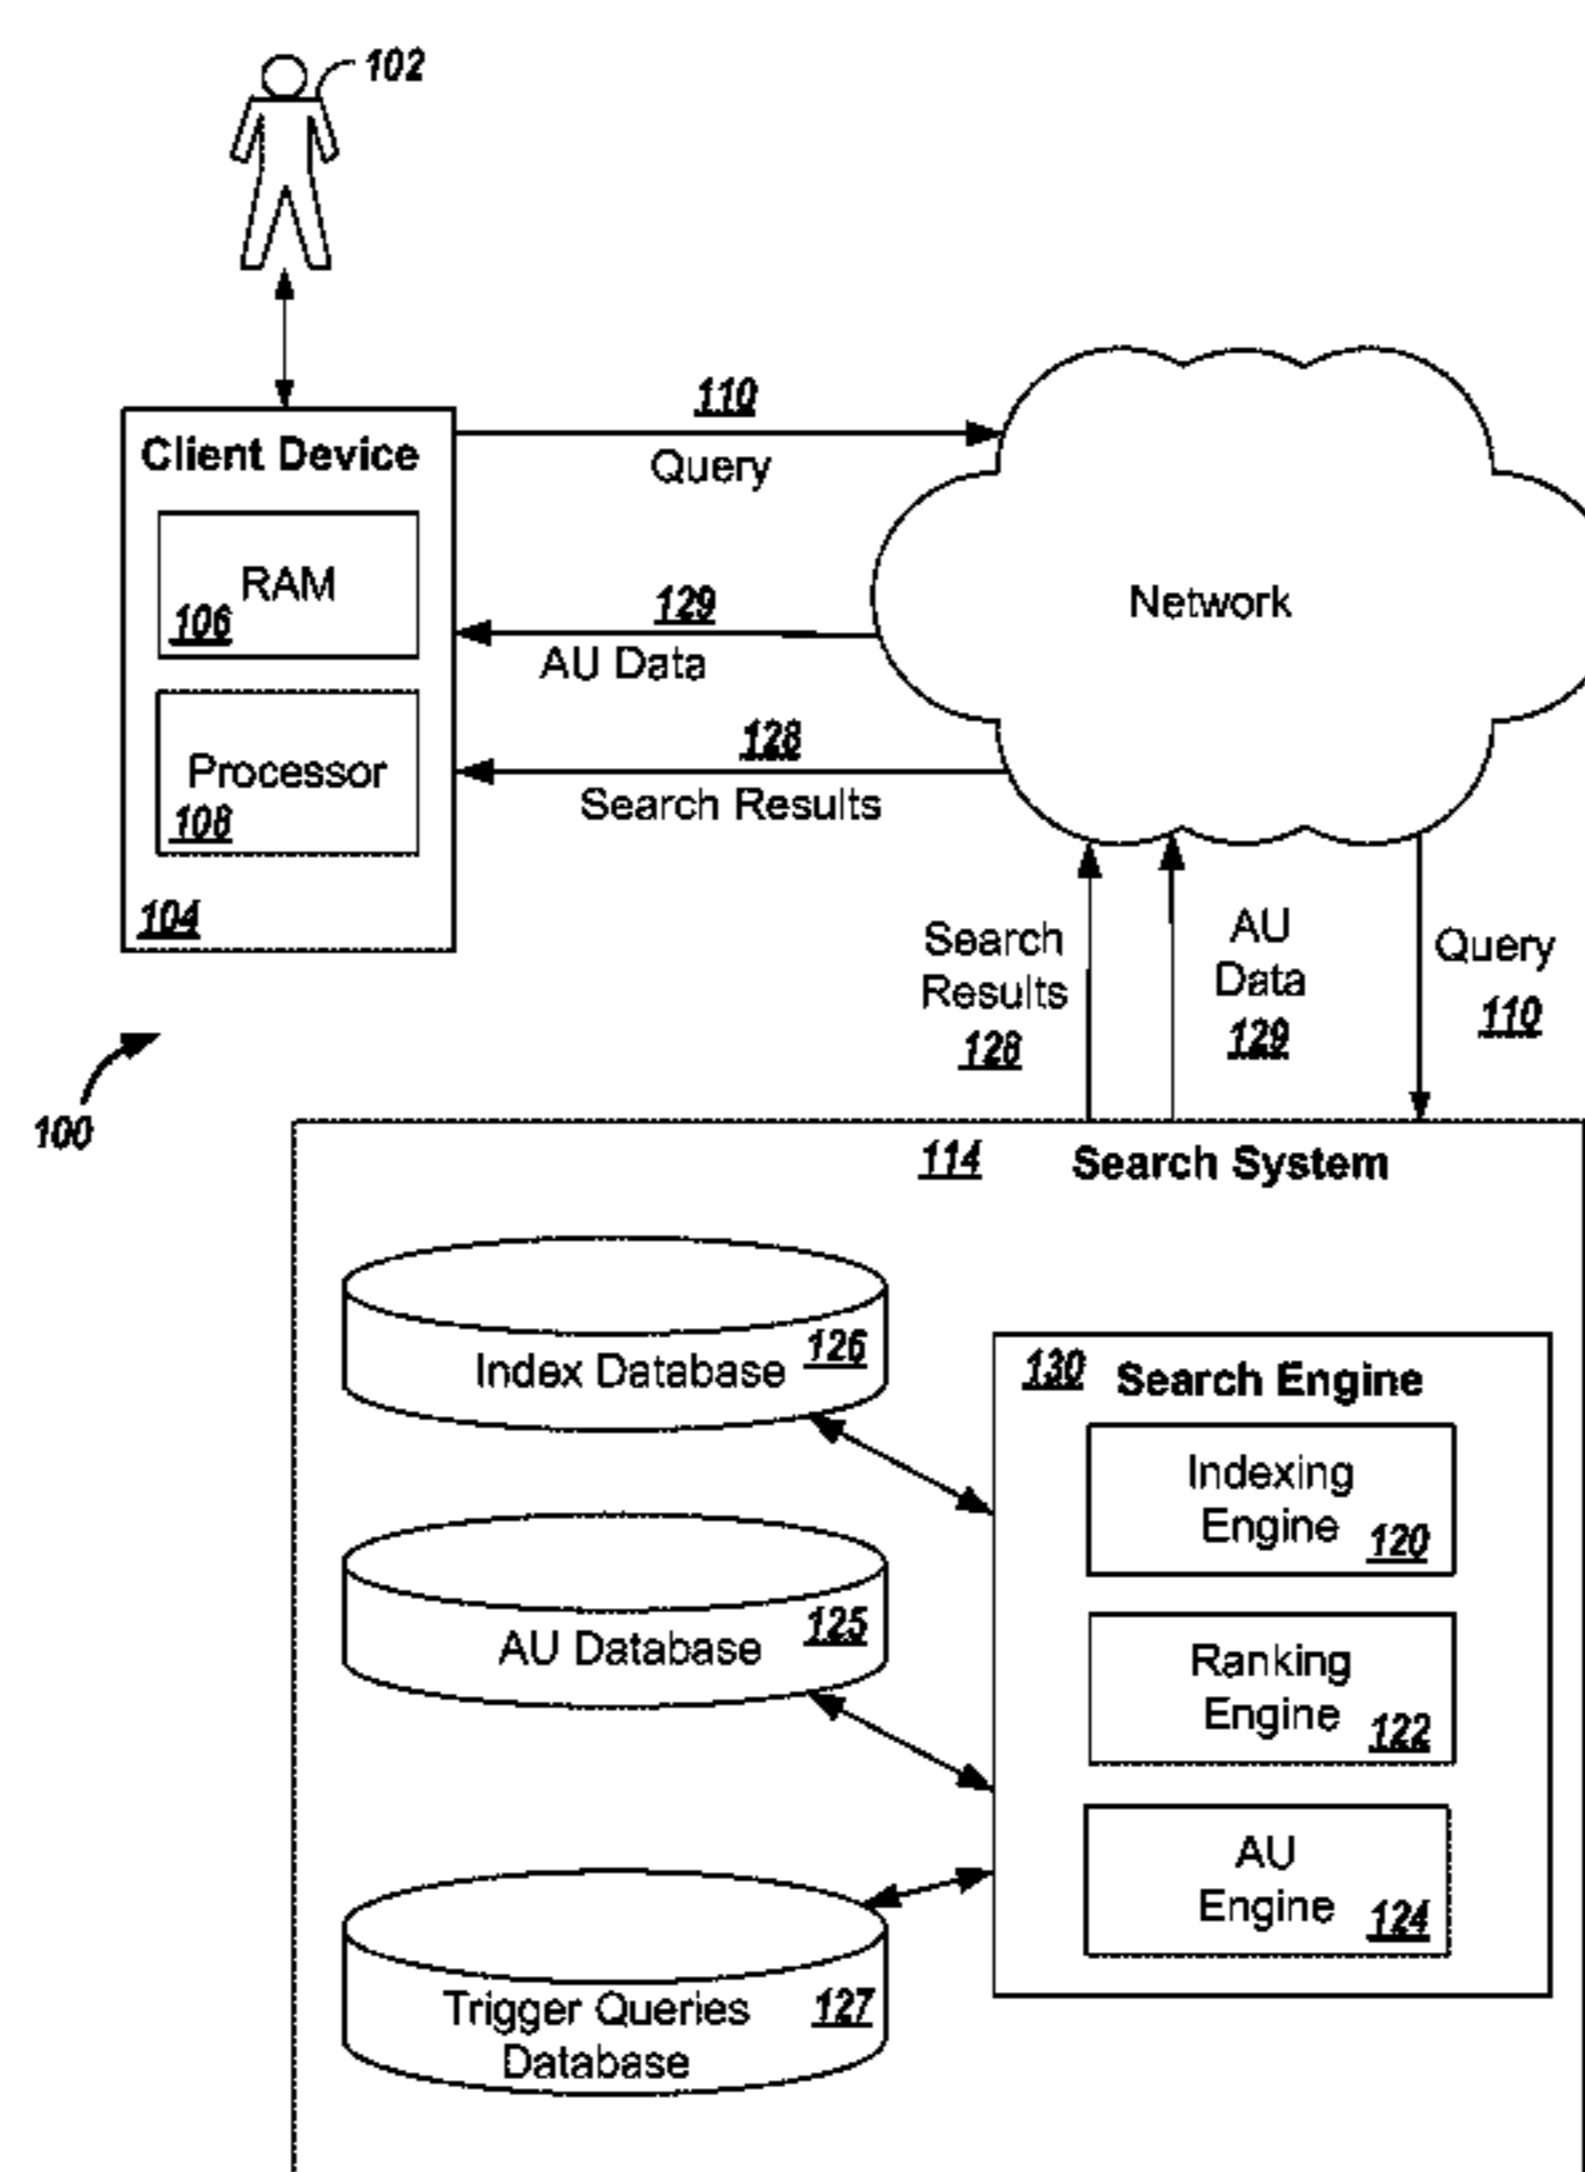 102
110
Client Device
Query
RAM
106
129
AU Data
Network
128
Processor
108
Search Results
104
Search
Results
128
AU
Data
129
Query
110
100
114
Search System
126
Index Database
130
Search Engine
Indexing
Engine
120
125
AU Database
Ranking
Engine
122
AU
Engine
124
Trigger Queries
Database
127